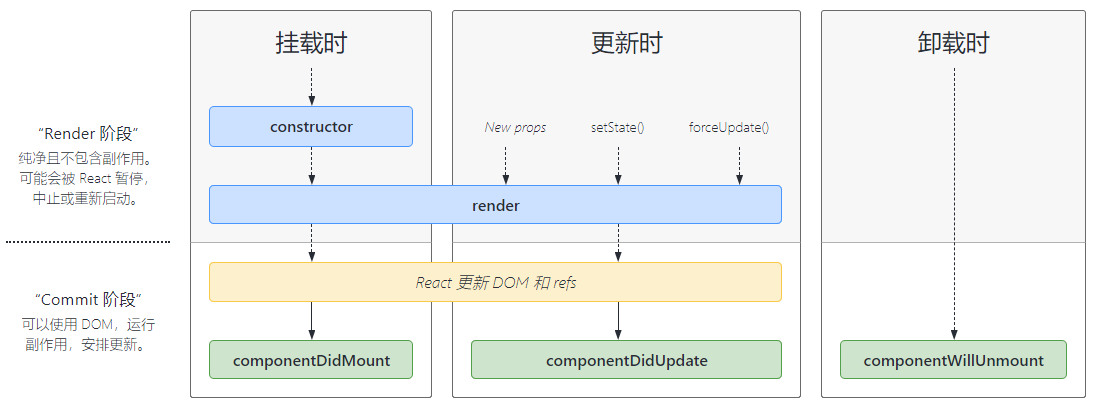 挂载时
更新时
卸载时
“Render 阶段”
纯净且不包含副作用。
可能会被 React 暂停，
中止或重新启动。
constructor
New props
setState()
forceUpdate()
render
“Commit 阶段”
可以使用 DOM，运行
副作用，安排更新。
React 更新 DOM 和 refs
componentDidMount
componentDidUpdate
componentWillUnmount